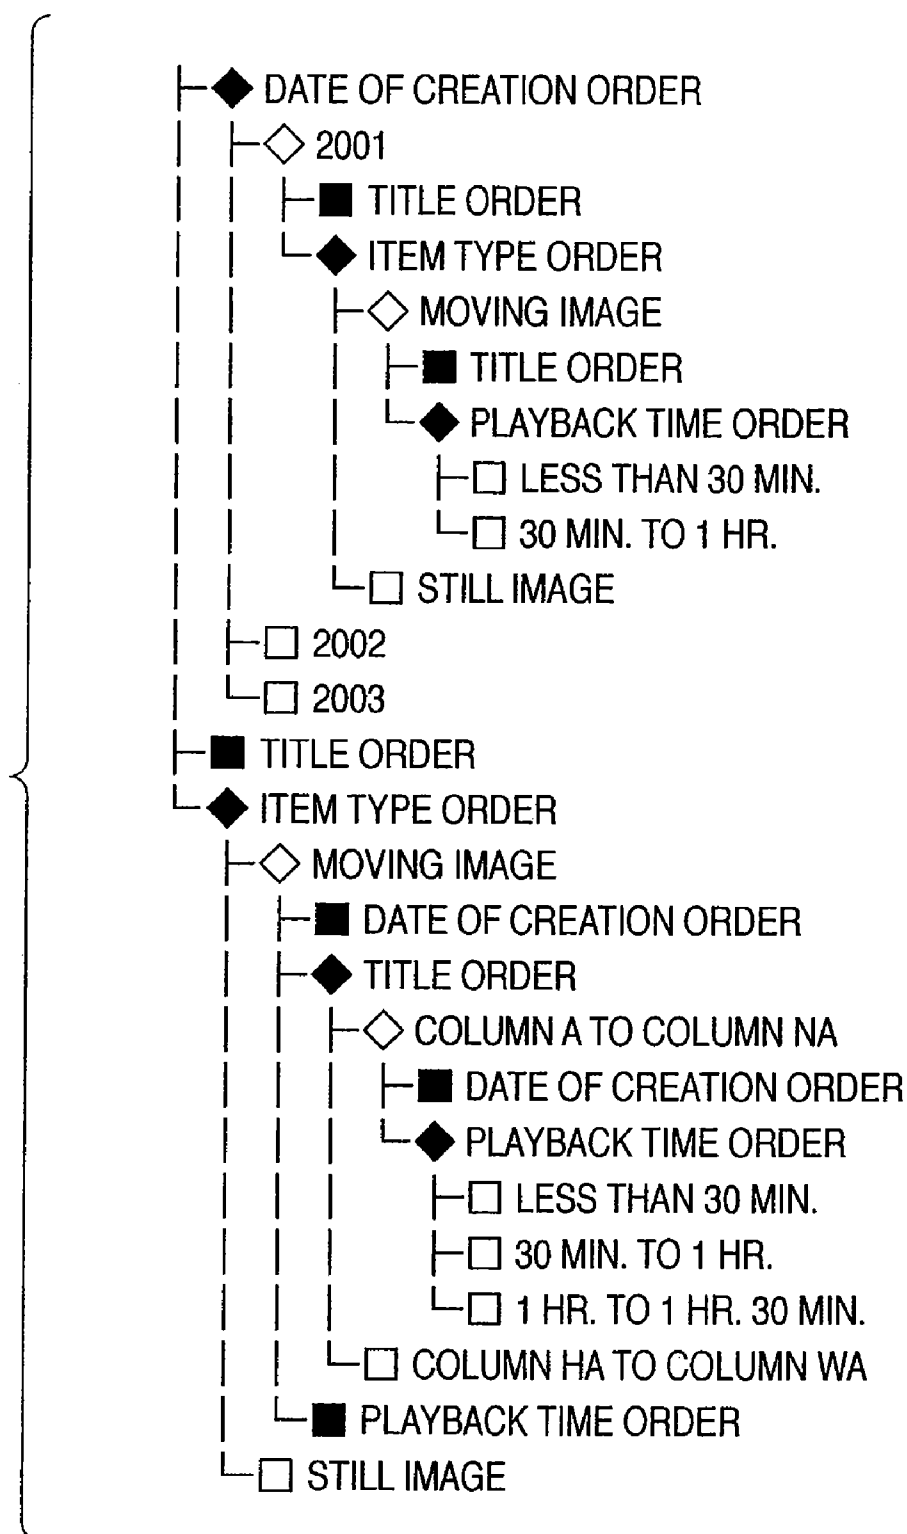 DATE OF CREATION ORDER
2001
TITLE ORDER
ITEM TYPE ORDER
MOVING IMAGE
TITLE ORDER
PLAYBACK TIME ORDER
LESS THAN 30 MIN.
30 MIN. TO 1 HR.
STILL IMAGE
2002
2003
TITLE ORDER
ITEM TYPE ORDER
MOVING IMAGE
DATE OF CREATION ORDER
TITLE ORDER
COLUMN A TO COLUMN NA
DATE OF CREATION ORDER
PLAYBACK TIME ORDER
LESS THAN 30 MIN.
30 MIN. TO 1 HR.
1 HR. TO 1 HR. 30 MIN.
COLUMN HA TO COLUMN WA
PLAYBACK TIME ORDER
STILL IMAGE